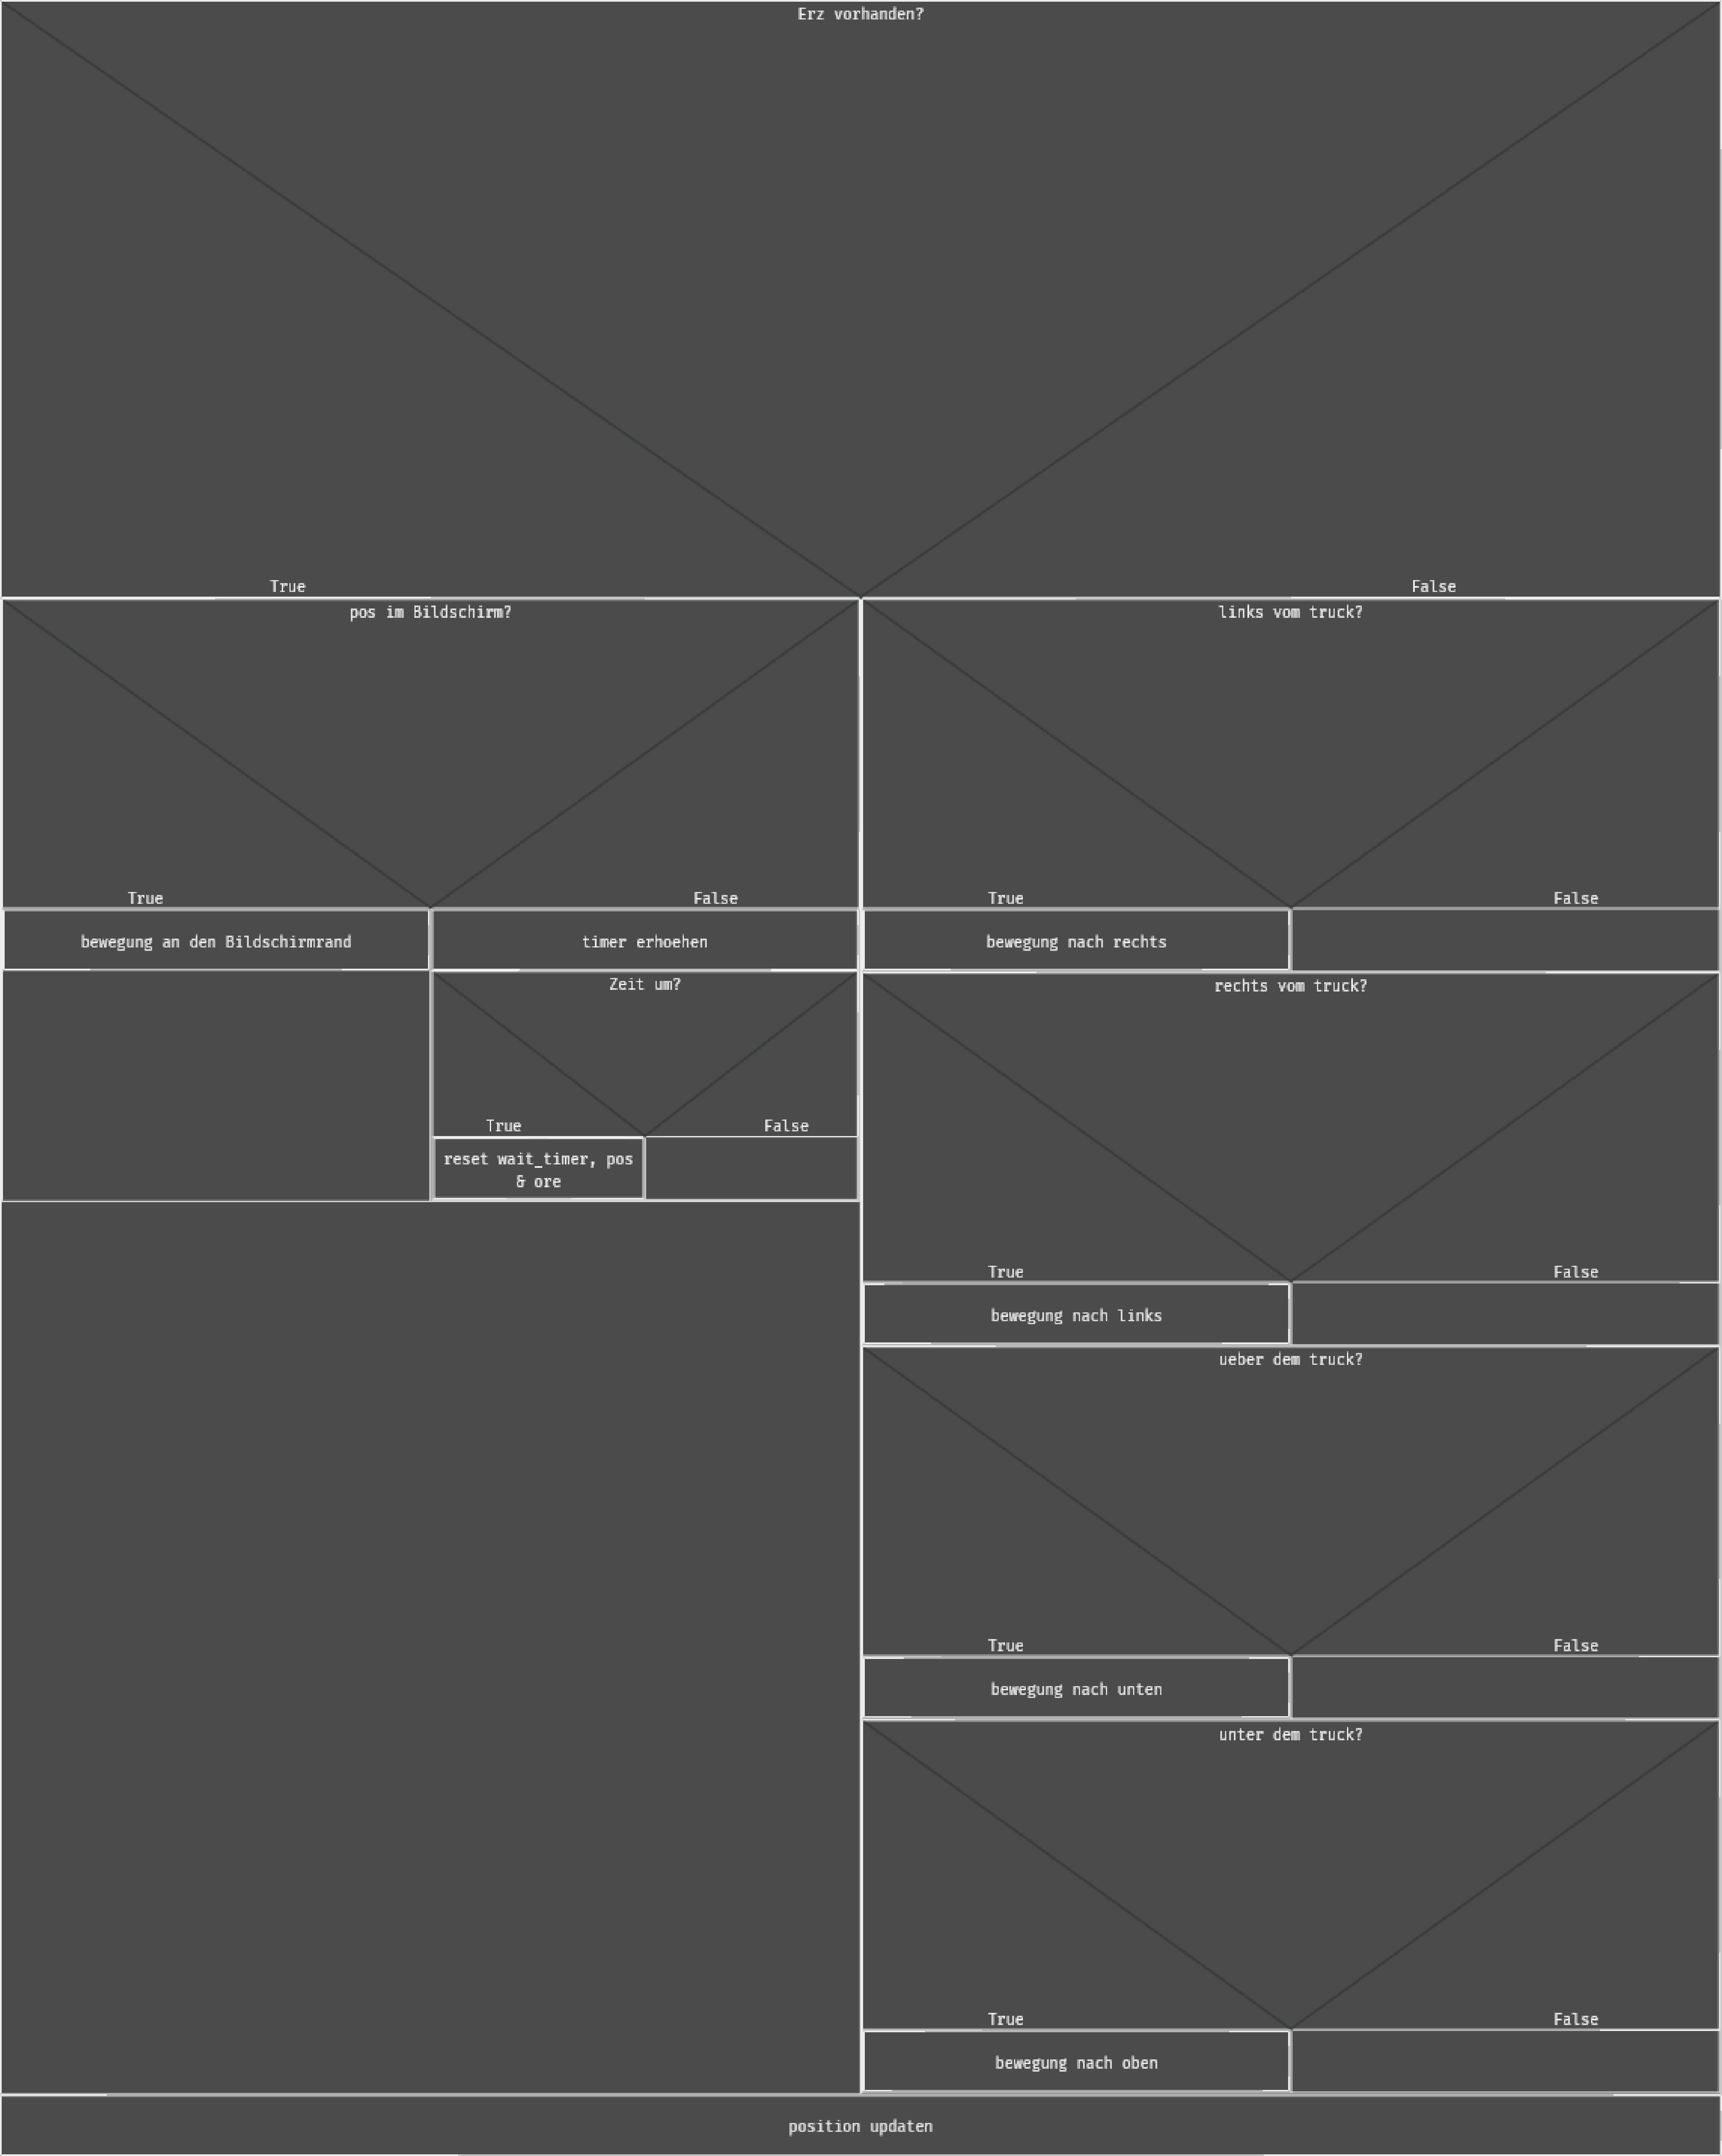 Erz vorhanden?
True
False
pos im Bildschirm?
links vom truck?
True
False
True
False
bewegung an den Bildschirmrand
timer erhoehen
bewegung nach rechts
Zeit um?
rechts vom truck?
True
False
reset wait_timer, pos
& ore
True
False
bewegung nach links
ueber dem truck?
True
False
bewegung nach unten
unter dem truck?
True
False
bewegung nach oben
position updaten